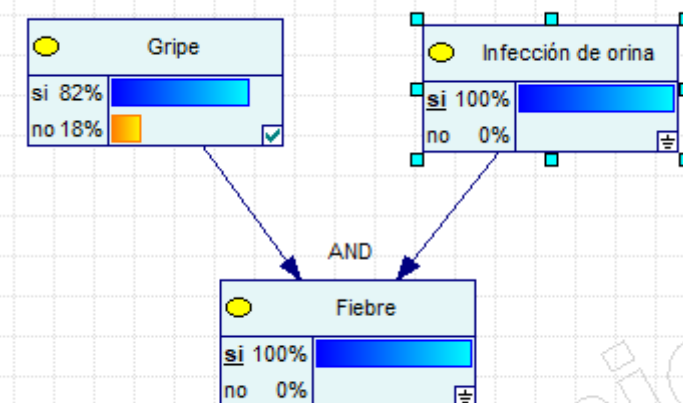 Gripe
si 82%
no 18%
Infección de orina
si 100%
no 0%
AND
Fiebre
si 100%
no 0%